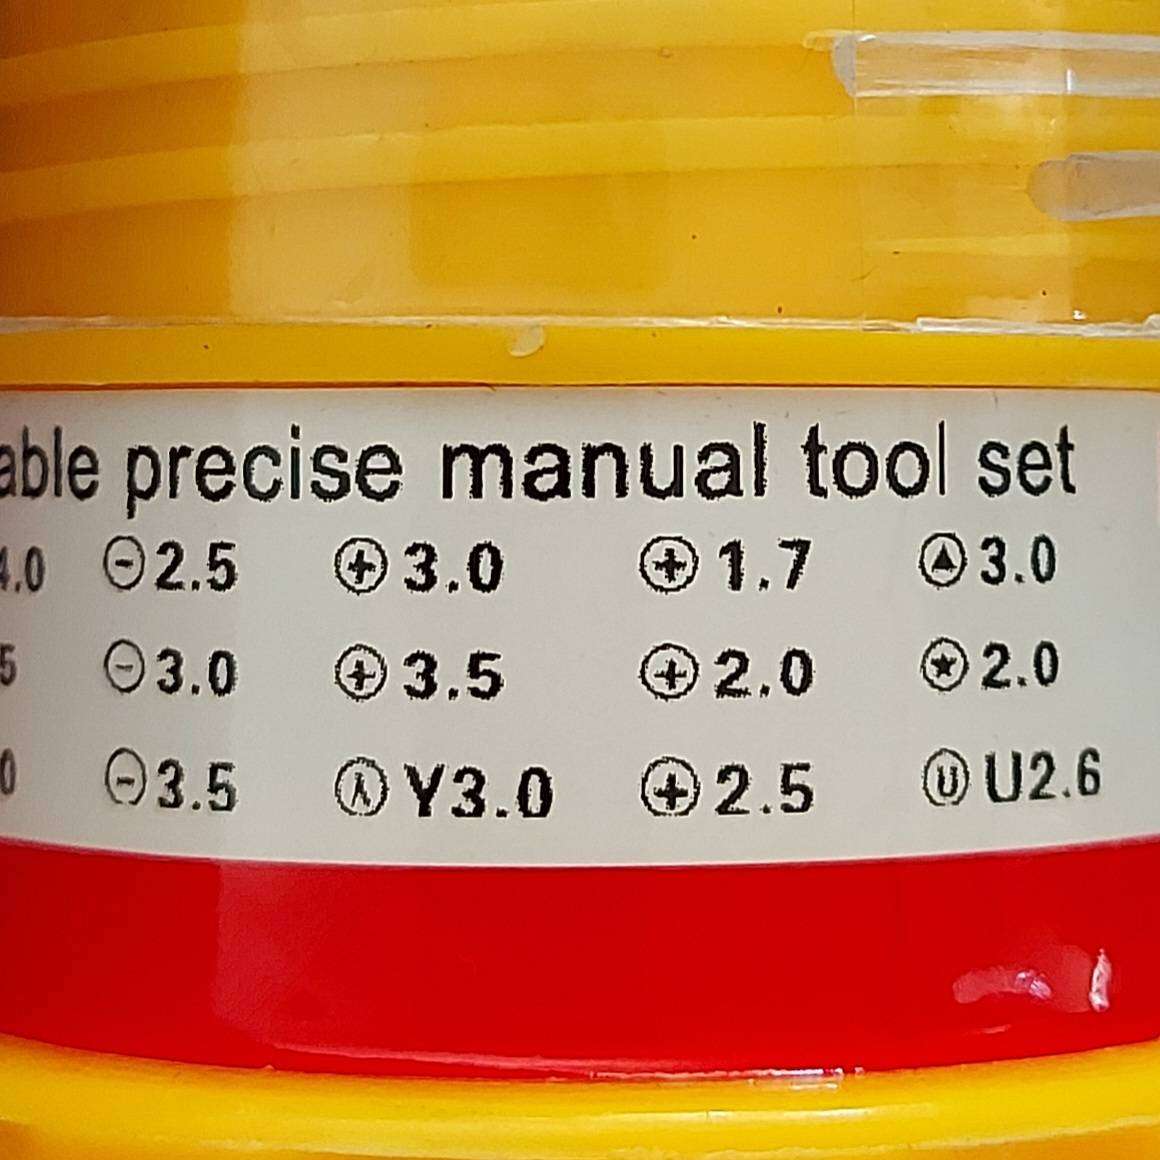 able precise manual tool set
4.0 ⊖2.5 ⊕3.0 ⊕1.7 ▲3.0
5 ⊖3.0 ⊕3.5 ⊕2.0 ★2.0
0 ⊖3.5 Y3.0 ⊕2.5 U U2.6